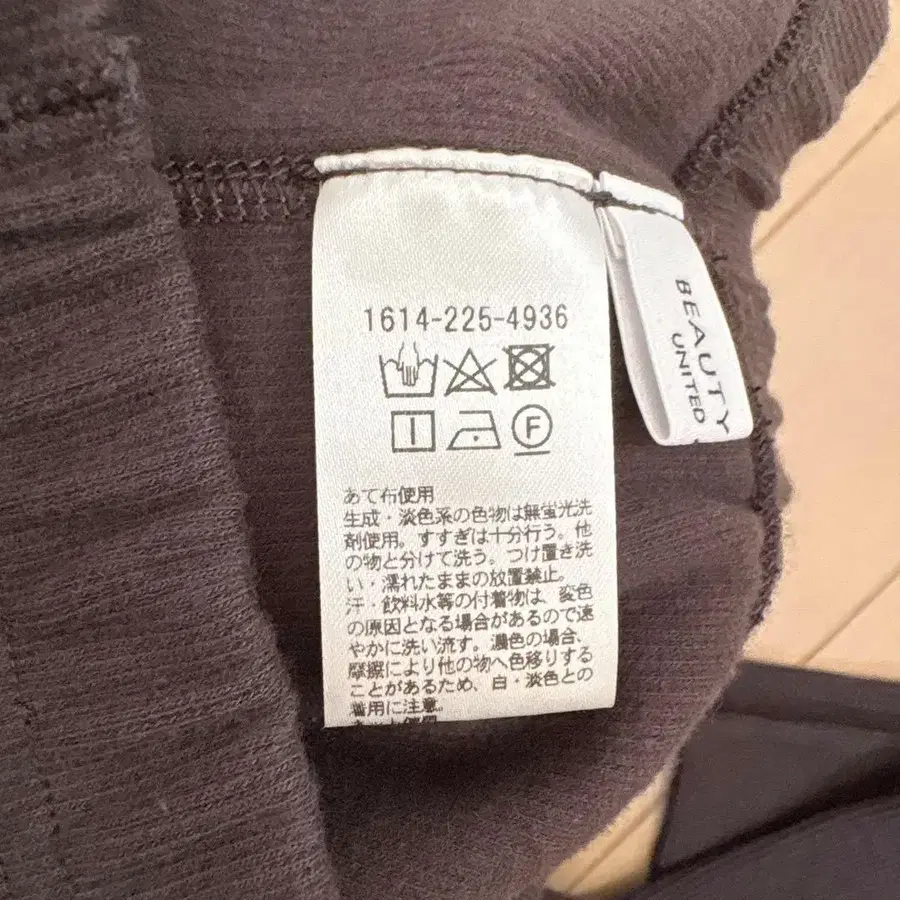 1614-225-4936
F
あて布使用
生成・淡色系の色物は無蛍光洗
剤使用。すすぎは十分行う。他
の物と分けて洗う。つけ置き洗
い・濡れたままの放置禁止。
汗・飲料水等の付着物は、変色
の原因となる場合があるので速
やかに洗い流す。濃色の場合、
摩擦により他の物へ色移りする
ことがあるため、白・淡色との
着用に注意。
BEAUTY
UNITED